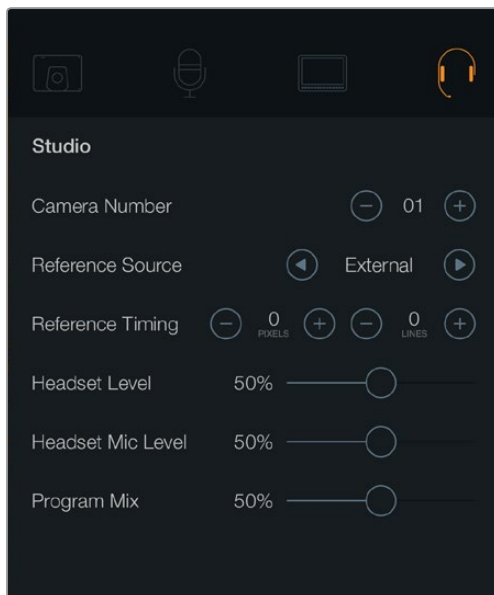 Studio
Camera Number 01
Reference Source External
Reference Timing 0 PIXELS 0 LINES
Headset Level 50%
Headset Mic Level 50%
Program Mix 50%